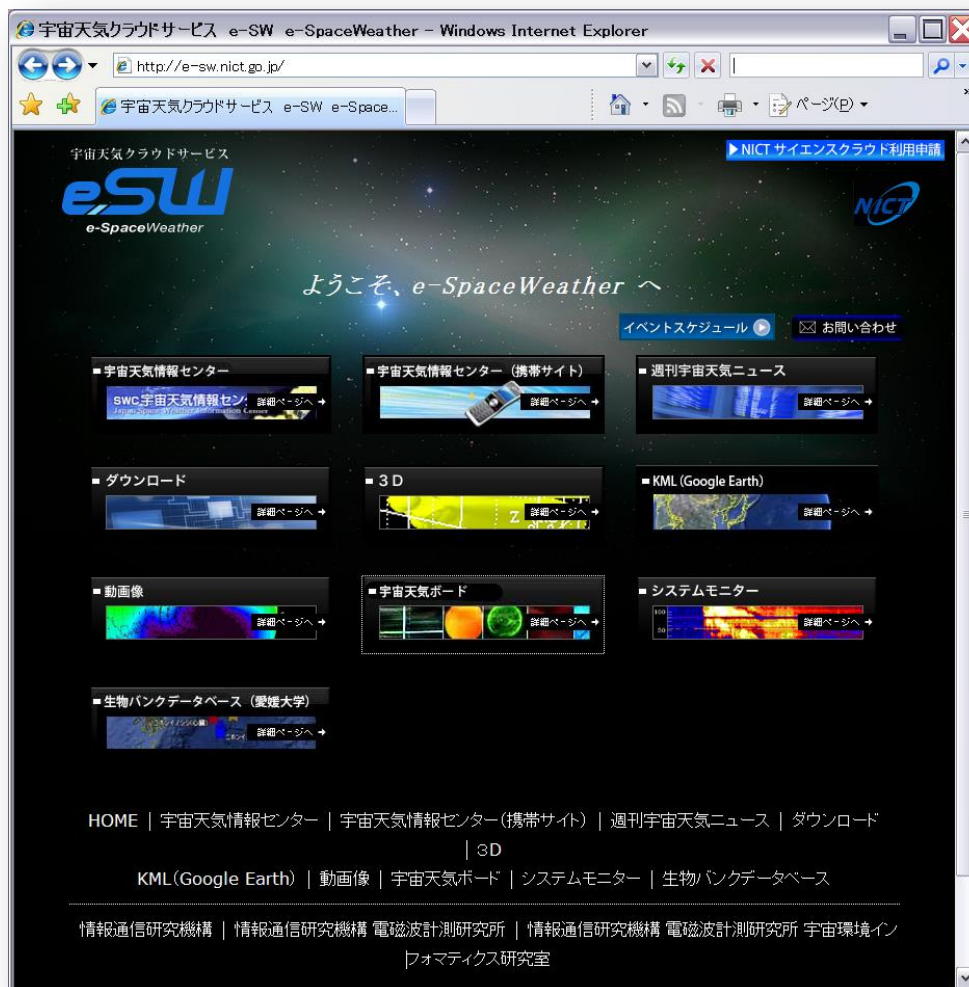 宇宙天気クラウドサービス e-SW e-SpaceWeather - Windows Internet Explorer
http://e-sw.nict.go.jp/
宇宙天気クラウドサービス e-SW e-Space...
ページ(P)
宇宙天気クラウドサービス
▶NICT サイエンスクラウド利用申請
eSW
e-SpaceWeather
NICT
ようこそ、e-SpaceWeather へ
イベントスケジュール
お問い合わせ
宇宙天気情報センター
SWC宇宙天気情報セン
Japan Space Weather Information Center
詳細ページへ →
宇宙天気情報センター（携帯サイト）
詳細ページへ →
週刊宇宙天気ニュース
詳細ページへ →
ダウンロード
詳細ページへ →
3D
Z
詳細ページへ →
KML(Google Earth)
詳細ページへ →
動画像
詳細ページへ →
宇宙天気ボード
詳細ページへ →
システムモニター
100
50
詳細ページへ →
生物バンクデータベース（愛媛大学）
詳細ページへ →
HOME | 宇宙天気情報センター | 宇宙天気情報センター(携帯サイト) | 週刊宇宙天気ニュース | ダウンロード
| 3D
KML(Google Earth) | 動画像 | 宇宙天気ボード | システムモニター | 生物バンクデータベース
情報通信研究機構 | 情報通信研究機構 電磁波計測研究所 | 情報通信研究機構 電磁波計測研究所 宇宙環境イン
フォマティクス研究室